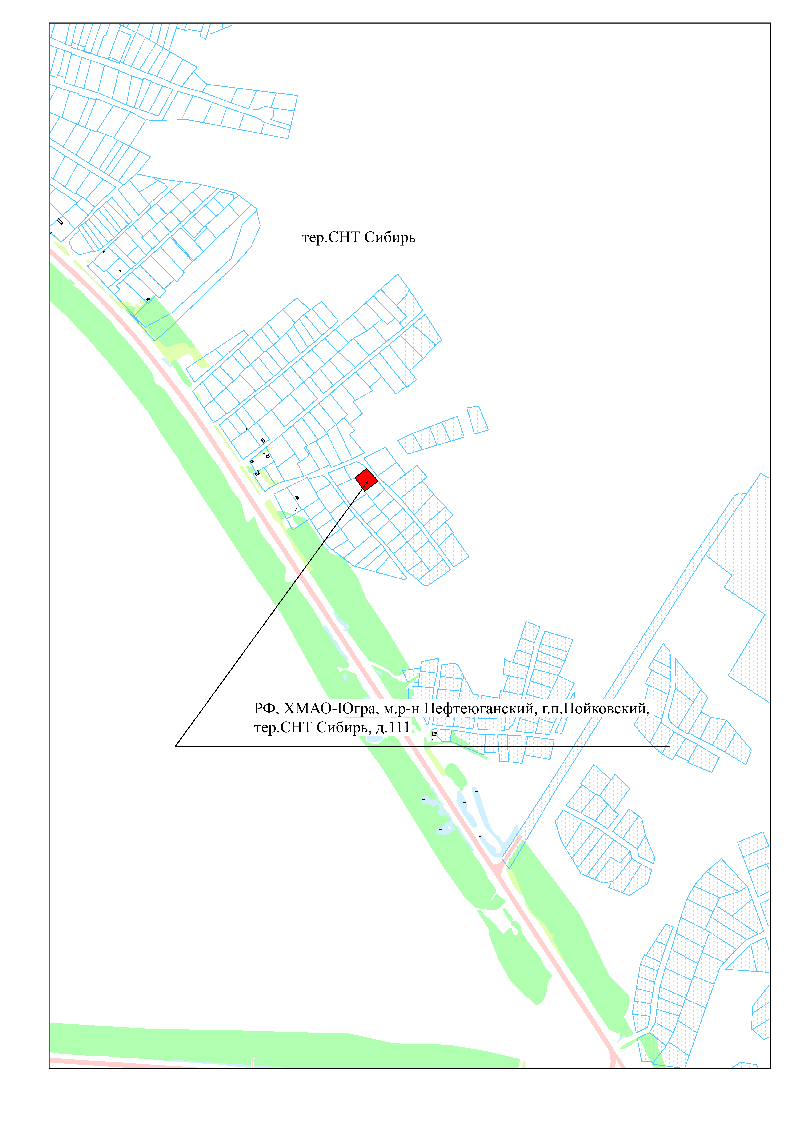 тер.СНТ Сибирь
РФ, ХМАО-Югра, м.р-н Нефтеюганский, г.п.Пойковский,
тер.СНТ Сибирь, д.111